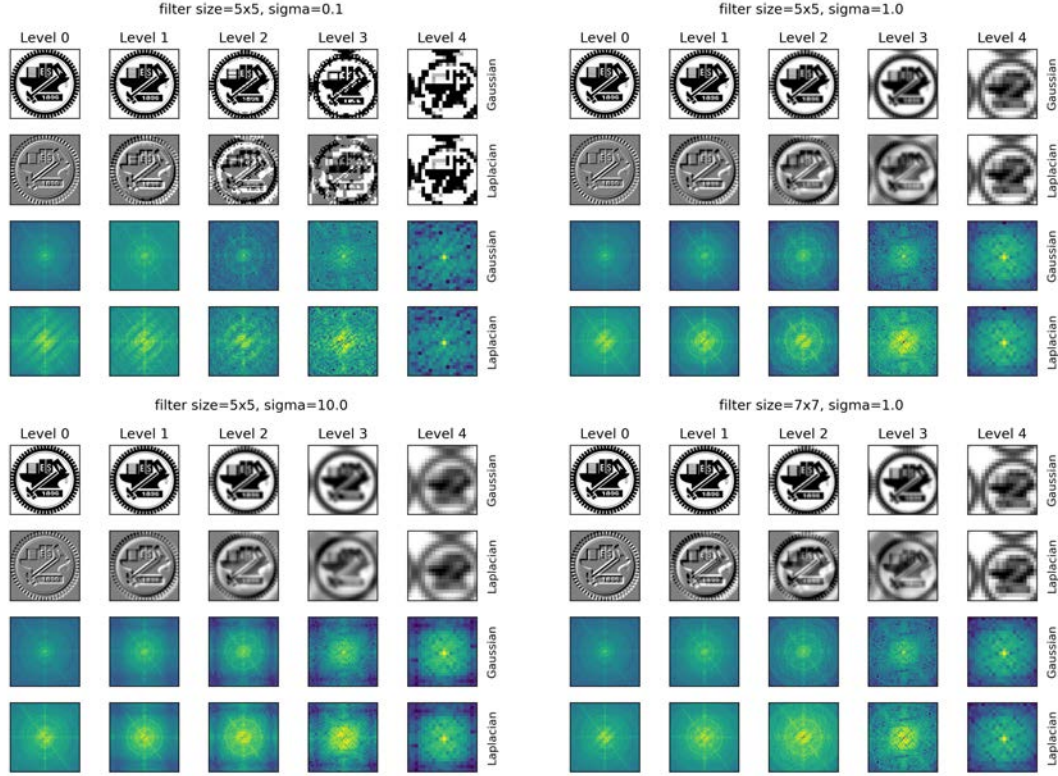 filter size=5x5, sigma=0.1
Level 0 Level 1 Level 2 Level 3 Level 4
Gaussian
Laplacian
Gaussian
Laplacian
filter size=5x5, sigma=1.0
Level 0 Level 1 Level 2 Level 3 Level 4
Gaussian
Laplacian
Gaussian
Laplacian
filter size=5x5, sigma=10.0
Level 0 Level 1 Level 2 Level 3 Level 4
Gaussian
Laplacian
Gaussian
Laplacian
filter size=7x7, sigma=1.0
Level 0 Level 1 Level 2 Level 3 Level 4
Gaussian
Laplacian
Gaussian
Laplacian